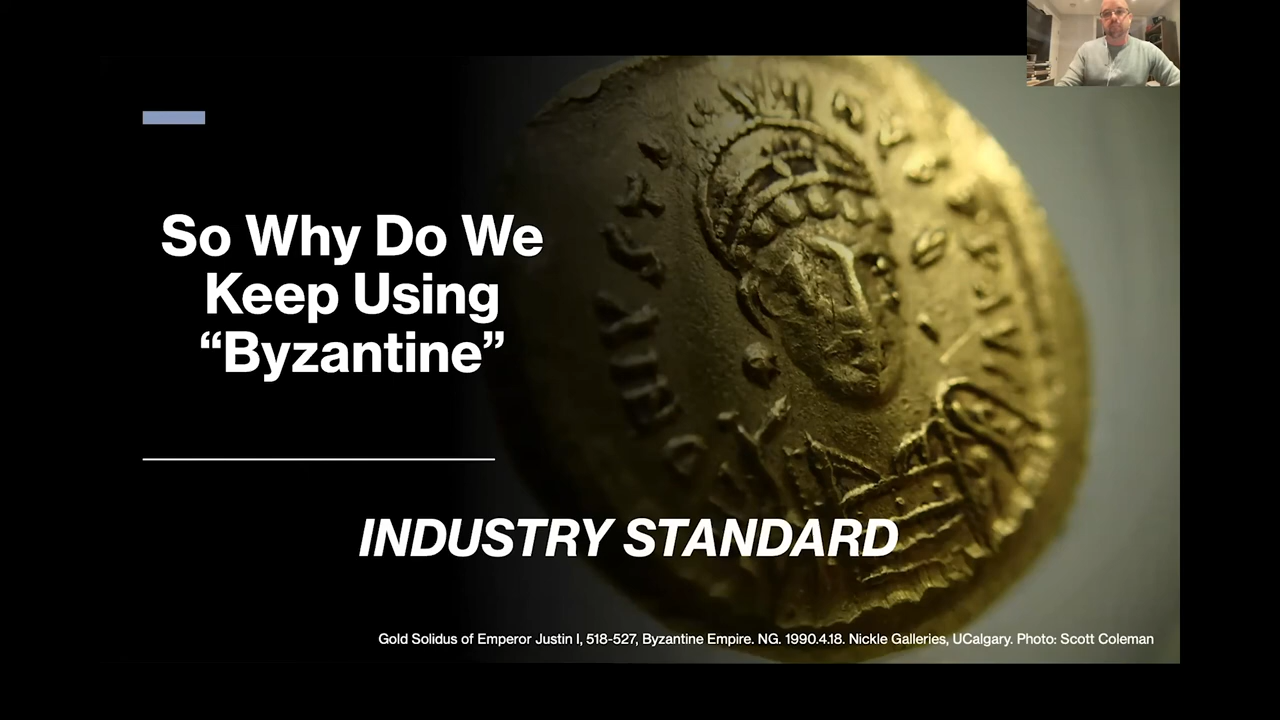 So Why Do We
Keep Using
“Byzantine”
INDUSTRY STANDARD
Gold Solidus of Emperor Justin I, 518-527, Byzantine Empire. NG. 1990.4.18. Nickle Galleries, UCalgary. Photo: Scott Coleman